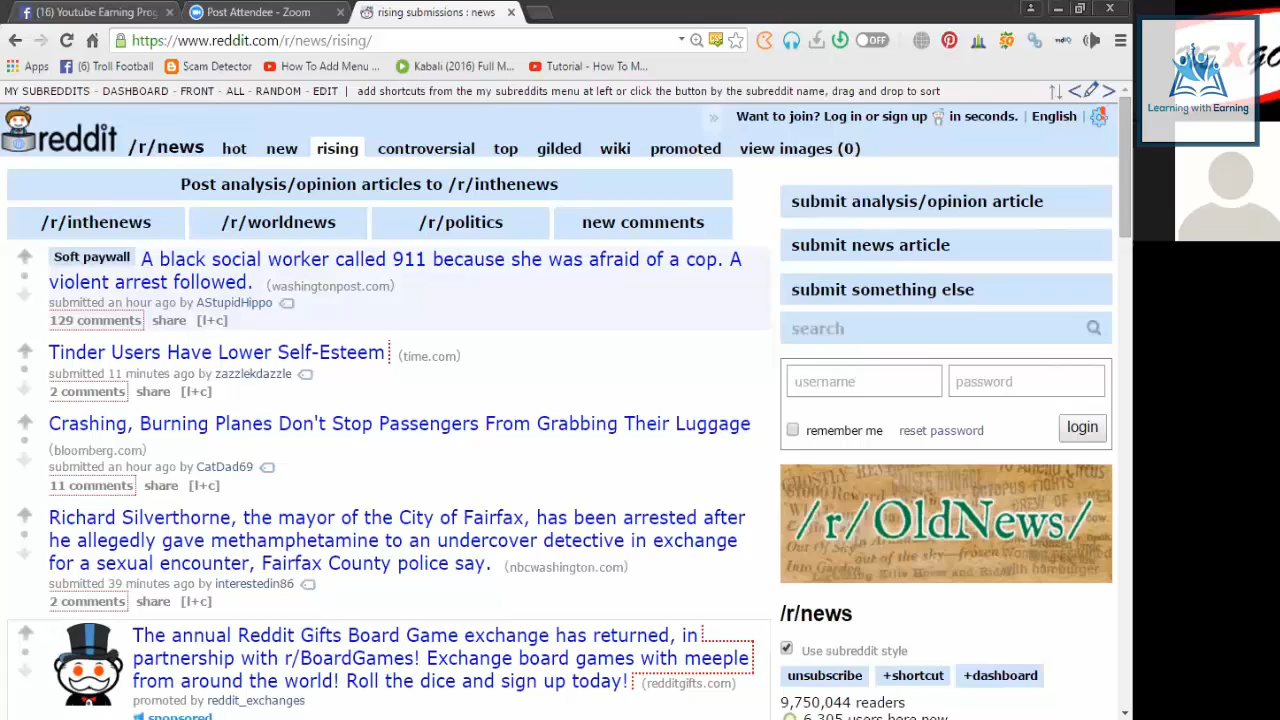 (16) Youtube Earning Prog
Post Attendee - Zoom
rising submissions : news
https://www.reddit.com/r/news/rising/
OFF
Apps
(6) Troll Football
Scam Detector
How To Add Menu ...
Kabali (2016) Full M...
Tutorial - How To M...
MY SUBREDDITS - DASHBOARD - FRONT - ALL - RANDOM - EDIT | add shortcuts from the my subreddits menu at left or click the button by the subreddit name, drag and drop to sort
Want to join? Log in or sign up in seconds. | English |
reddit /r/news hot new rising controversial top gilded wiki promoted view images (0)
Learning with Earning
Post analysis/opinion articles to /r/inthenews
/r/inthenews /r/worldnews /r/politics new comments
Soft paywall A black social worker called 911 because she was afraid of a cop. A
violent arrest followed. (washingtonpost.com)
submitted an hour ago by AStupidHippo
129 comments share [l+c]
Tinder Users Have Lower Self-Esteem (time.com)
submitted 11 minutes ago by zazzlekdazzle
2 comments share [l+c]
Crashing, Burning Planes Don't Stop Passengers From Grabbing Their Luggage
(bloomberg.com)
submitted an hour ago by CatDad69
11 comments share [l+c]
Richard Silverthorne, the mayor of the City of Fairfax, has been arrested after
he allegedly gave methamphetamine to an undercover detective in exchange
for a sexual encounter, Fairfax County police say. (nbcwashington.com)
submitted 39 minutes ago by interestedin86
2 comments share [l+c]
The annual Reddit Gifts Board Game exchange has returned, in
partnership with r/BoardGames! Exchange board games with meeple
from around the world! Roll the dice and sign up today! (redditgifts.com)
promoted by reddit_exchanges
sponsored
submit analysis/opinion article
submit news article
submit something else
search
username password
remember me reset password login
/r/OldNews/
/r/news
Use subreddit style
unsubscribe +shortcut +dashboard
9,750,044 readers
6,305 users here now